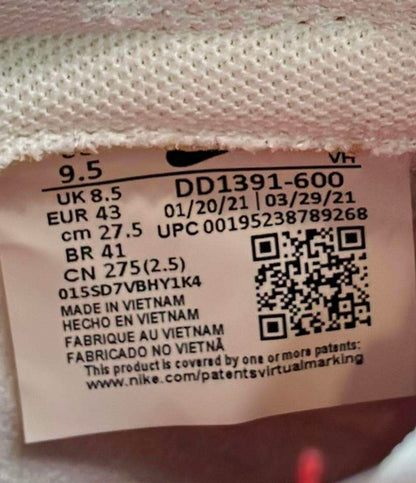 9.5 VH
UK 8.5 DD1391-600
EUR 43 01/20/21 | 03/29/21
cm 27.5 UPC 00195238789268
BR 41
CN 275(2.5)
015SD7VBHY1K4
MADE IN VIETNAM
HECHO EN VIETNAM
FABRIQUE AU VIETNAM
FABRICADO NO VIETNÃ
This product is covered by one or more patents:
www.nike.com/patentsvirtualmarking